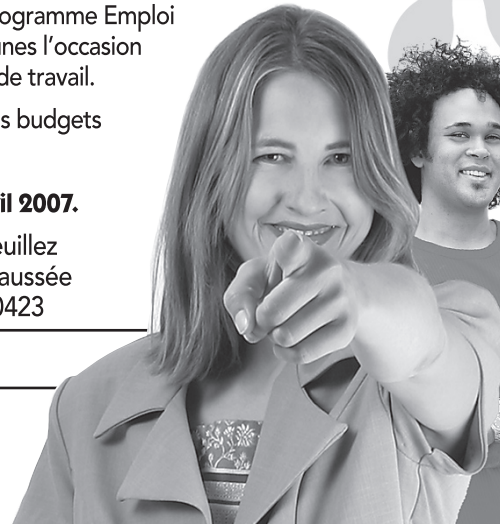 ogramme Emploi
unes l'occasion
de travail.
s budgets
il 2007.
euillez
aussée
0423